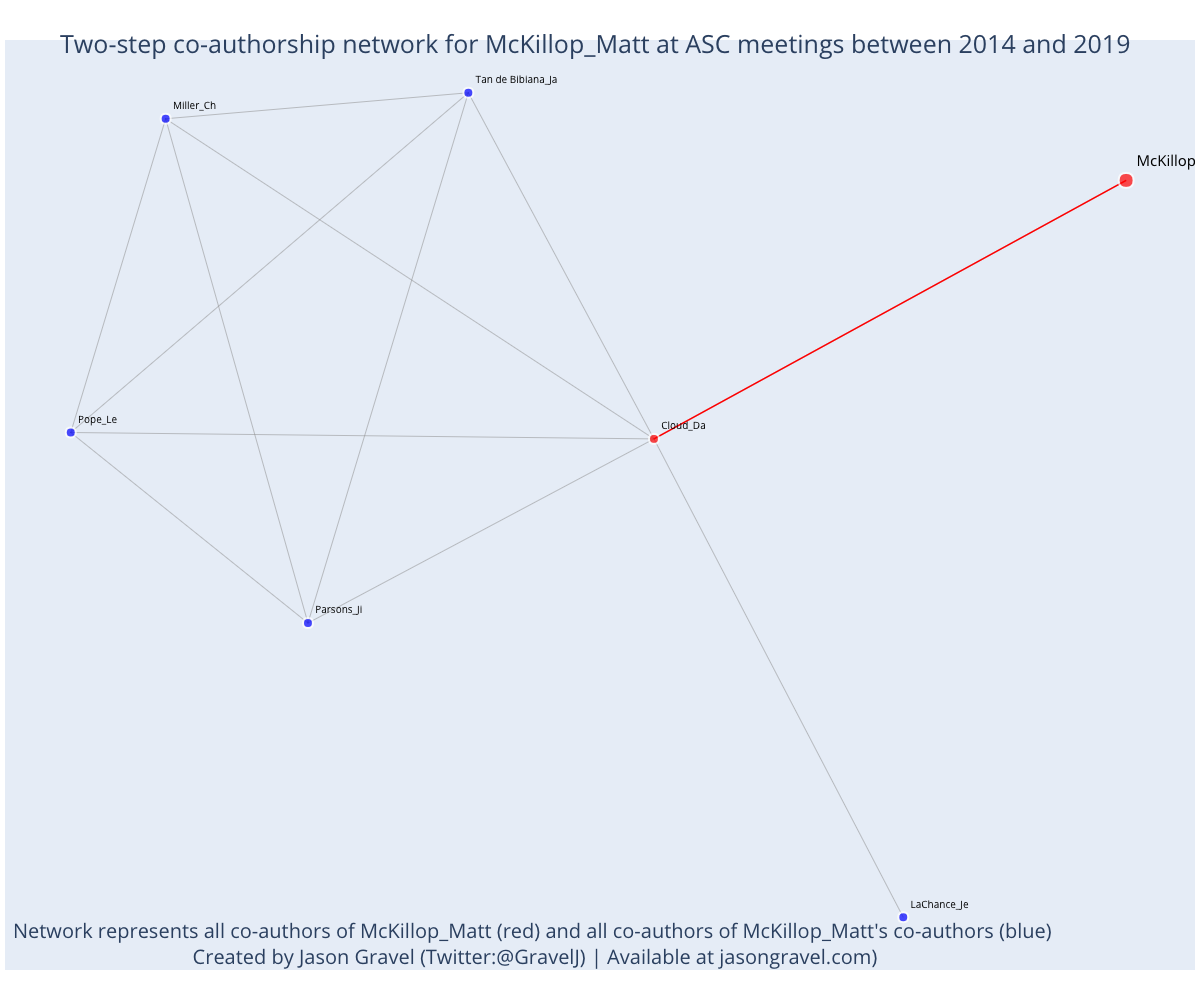 Two-step co-authorship network for McKillop_Matt at ASC meetings between 2014 and 2019
Tan de Bibiana_Ja
Miller_Ch
McKillop
Pope_Le
Cloud_Da
Parsons_Ji
LaChance_Je
Network represents all co-authors of McKillop_Matt (red) and all co-authors of McKillop_Matt's co-authors (blue)
Created by Jason Gravel (Twitter:@GravelJ) | Available at jasongravel.com)